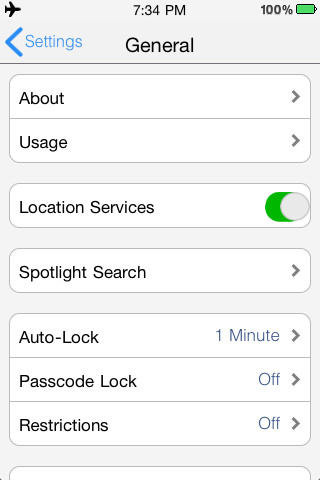 7:34 PM 100%
Settings General
About
Usage
Location Services
Spotlight Search
Auto-Lock 1 Minute
Passcode Lock Off
Restrictions Off